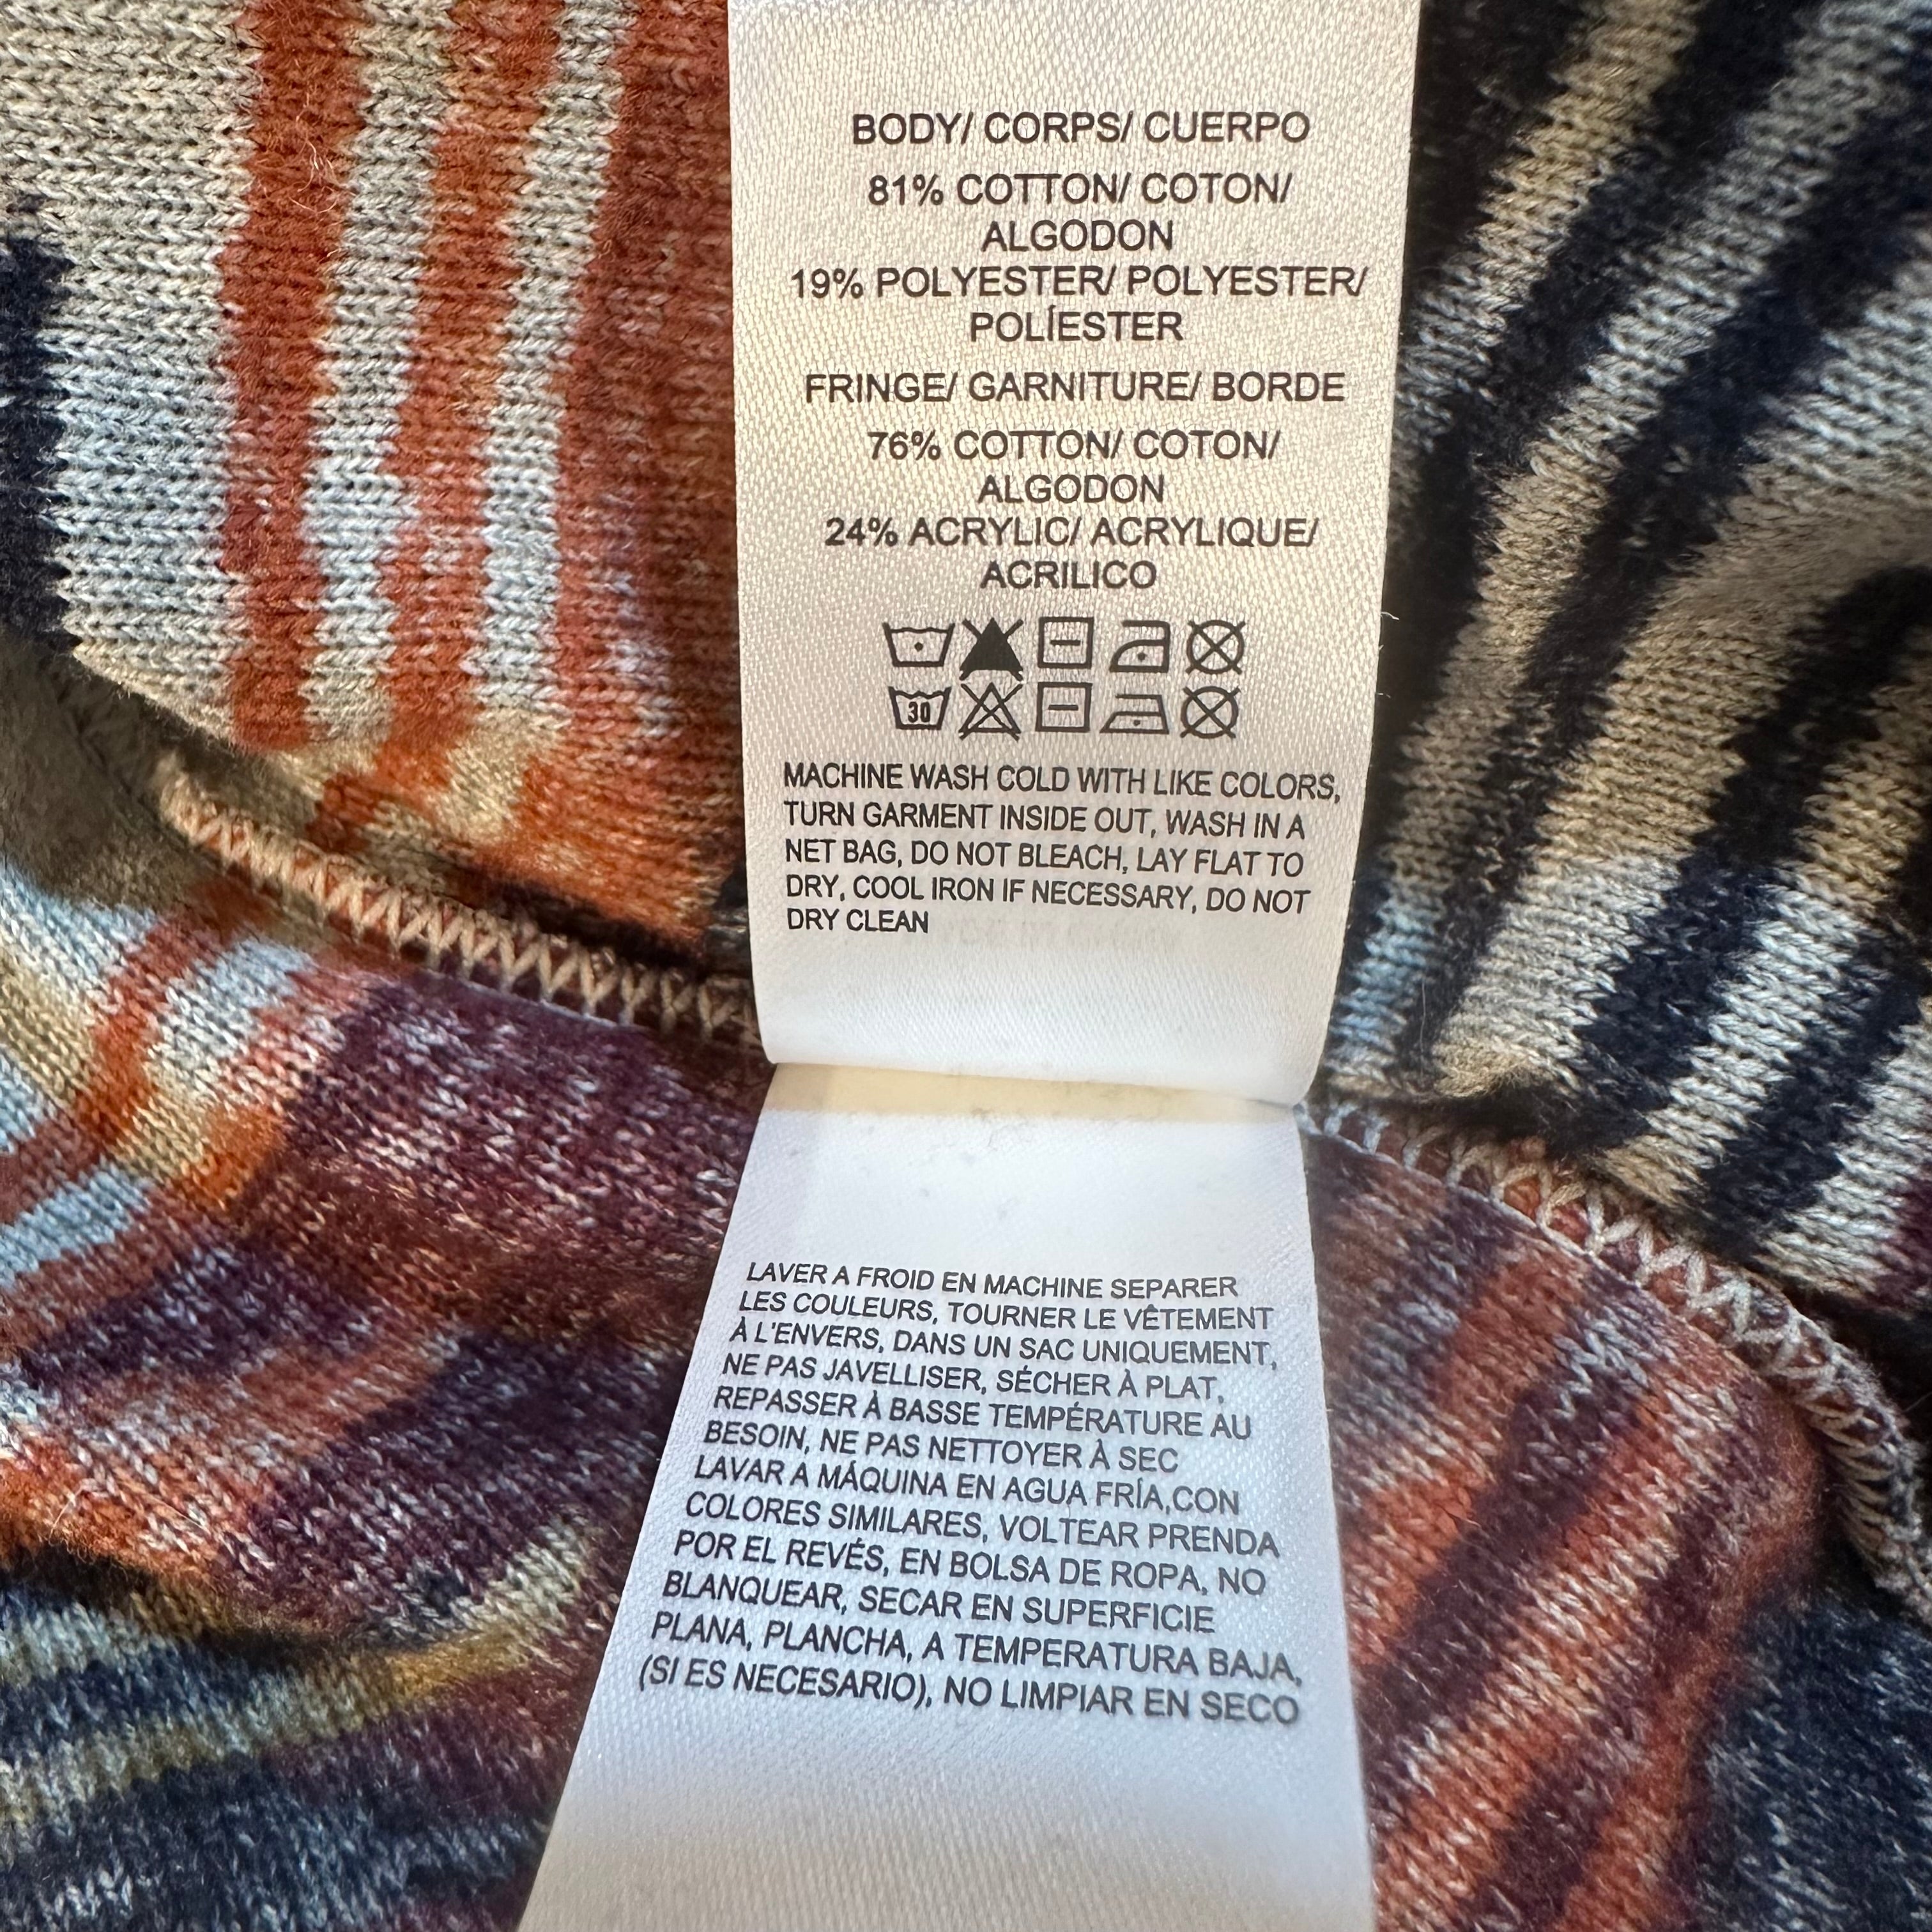 BODY/ CORPS/ CUERPO
81% COTTON/ COTON/
ALGODON
19% POLYESTER/ POLYESTER/
POLÍESTER
FRINGE/ GARNITURE/ BORDE
76% COTTON/ COTON/
ALGODON
24% ACRYLIC/ ACRYLIQUE/
ACRILICO
30
MACHINE WASH COLD WITH LIKE COLORS,
TURN GARMENT INSIDE OUT, WASH IN A
NET BAG, DO NOT BLEACH, LAY FLAT TO
DRY, COOL IRON IF NECESSARY, DO NOT
DRY CLEAN
LAVER A FROID EN MACHINE SEPARER
LES COULEURS, TOURNER LE VÊTEMENT
À L'ENVERS, DANS UN SAC UNIQUEMENT,
NE PAS JAVELLISER, SÉCHER À PLAT,
REPASSER À BASSE TEMPÉRATURE AU
BESOIN, NE PAS NETTOYER À SEC
LAVAR A MÁQUINA EN AGUA FRÍA,CON
COLORES SIMILARES, VOLTEAR PRENDA
POR EL REVÉS, EN BOLSA DE ROPA, NO
BLANQUEAR, SECAR EN SUPERFICIE
PLANA, PLANCHA, A TEMPERATURA BAJA,
(SI ES NECESARIO), NO LIMPIAR EN SECO